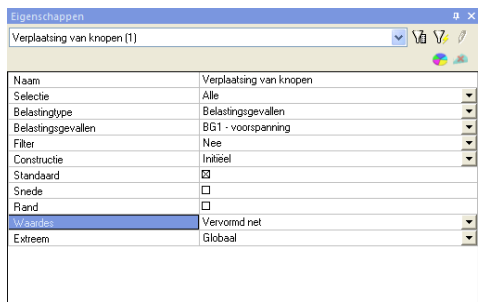 Eigenschappen
Verplaatsing van knopen (1)
Naam Verplaatsing van knopen
Selectie Alle
Belastingtype Belastingsgevallen
Belastingsgevallen BG1 - voorspanning
Filter Nee
Constructie Initiëel
Standaard
Snede
Rand
Waardes Vervormd net
Extreem Globaal